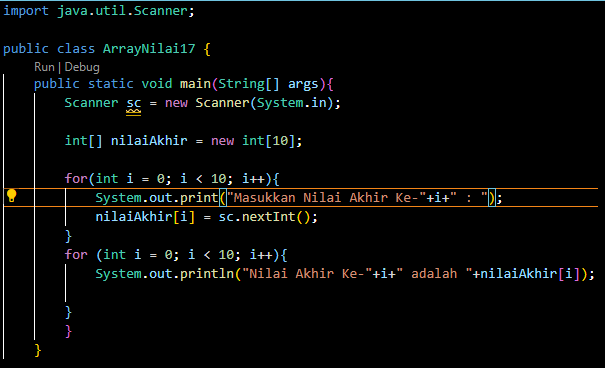 import java.util.Scanner;
public class ArrayNilai17 {
Run | Debug
public static void main(String[] args){
Scanner sc = new Scanner(System.in);
int[] nilaiAkhir = new int[10];
for(int i = 0; i < 10; i++){
System.out.print("Masukkan Nilai Akhir Ke-"+i+" : ");
nilaiAkhir[i] = sc.nextInt();
}
for (int i = 0; i < 10; i++){
System.out.println("Nilai Akhir Ke-"+i+" adalah "+nilaiAkhir[i]);
}
}
}